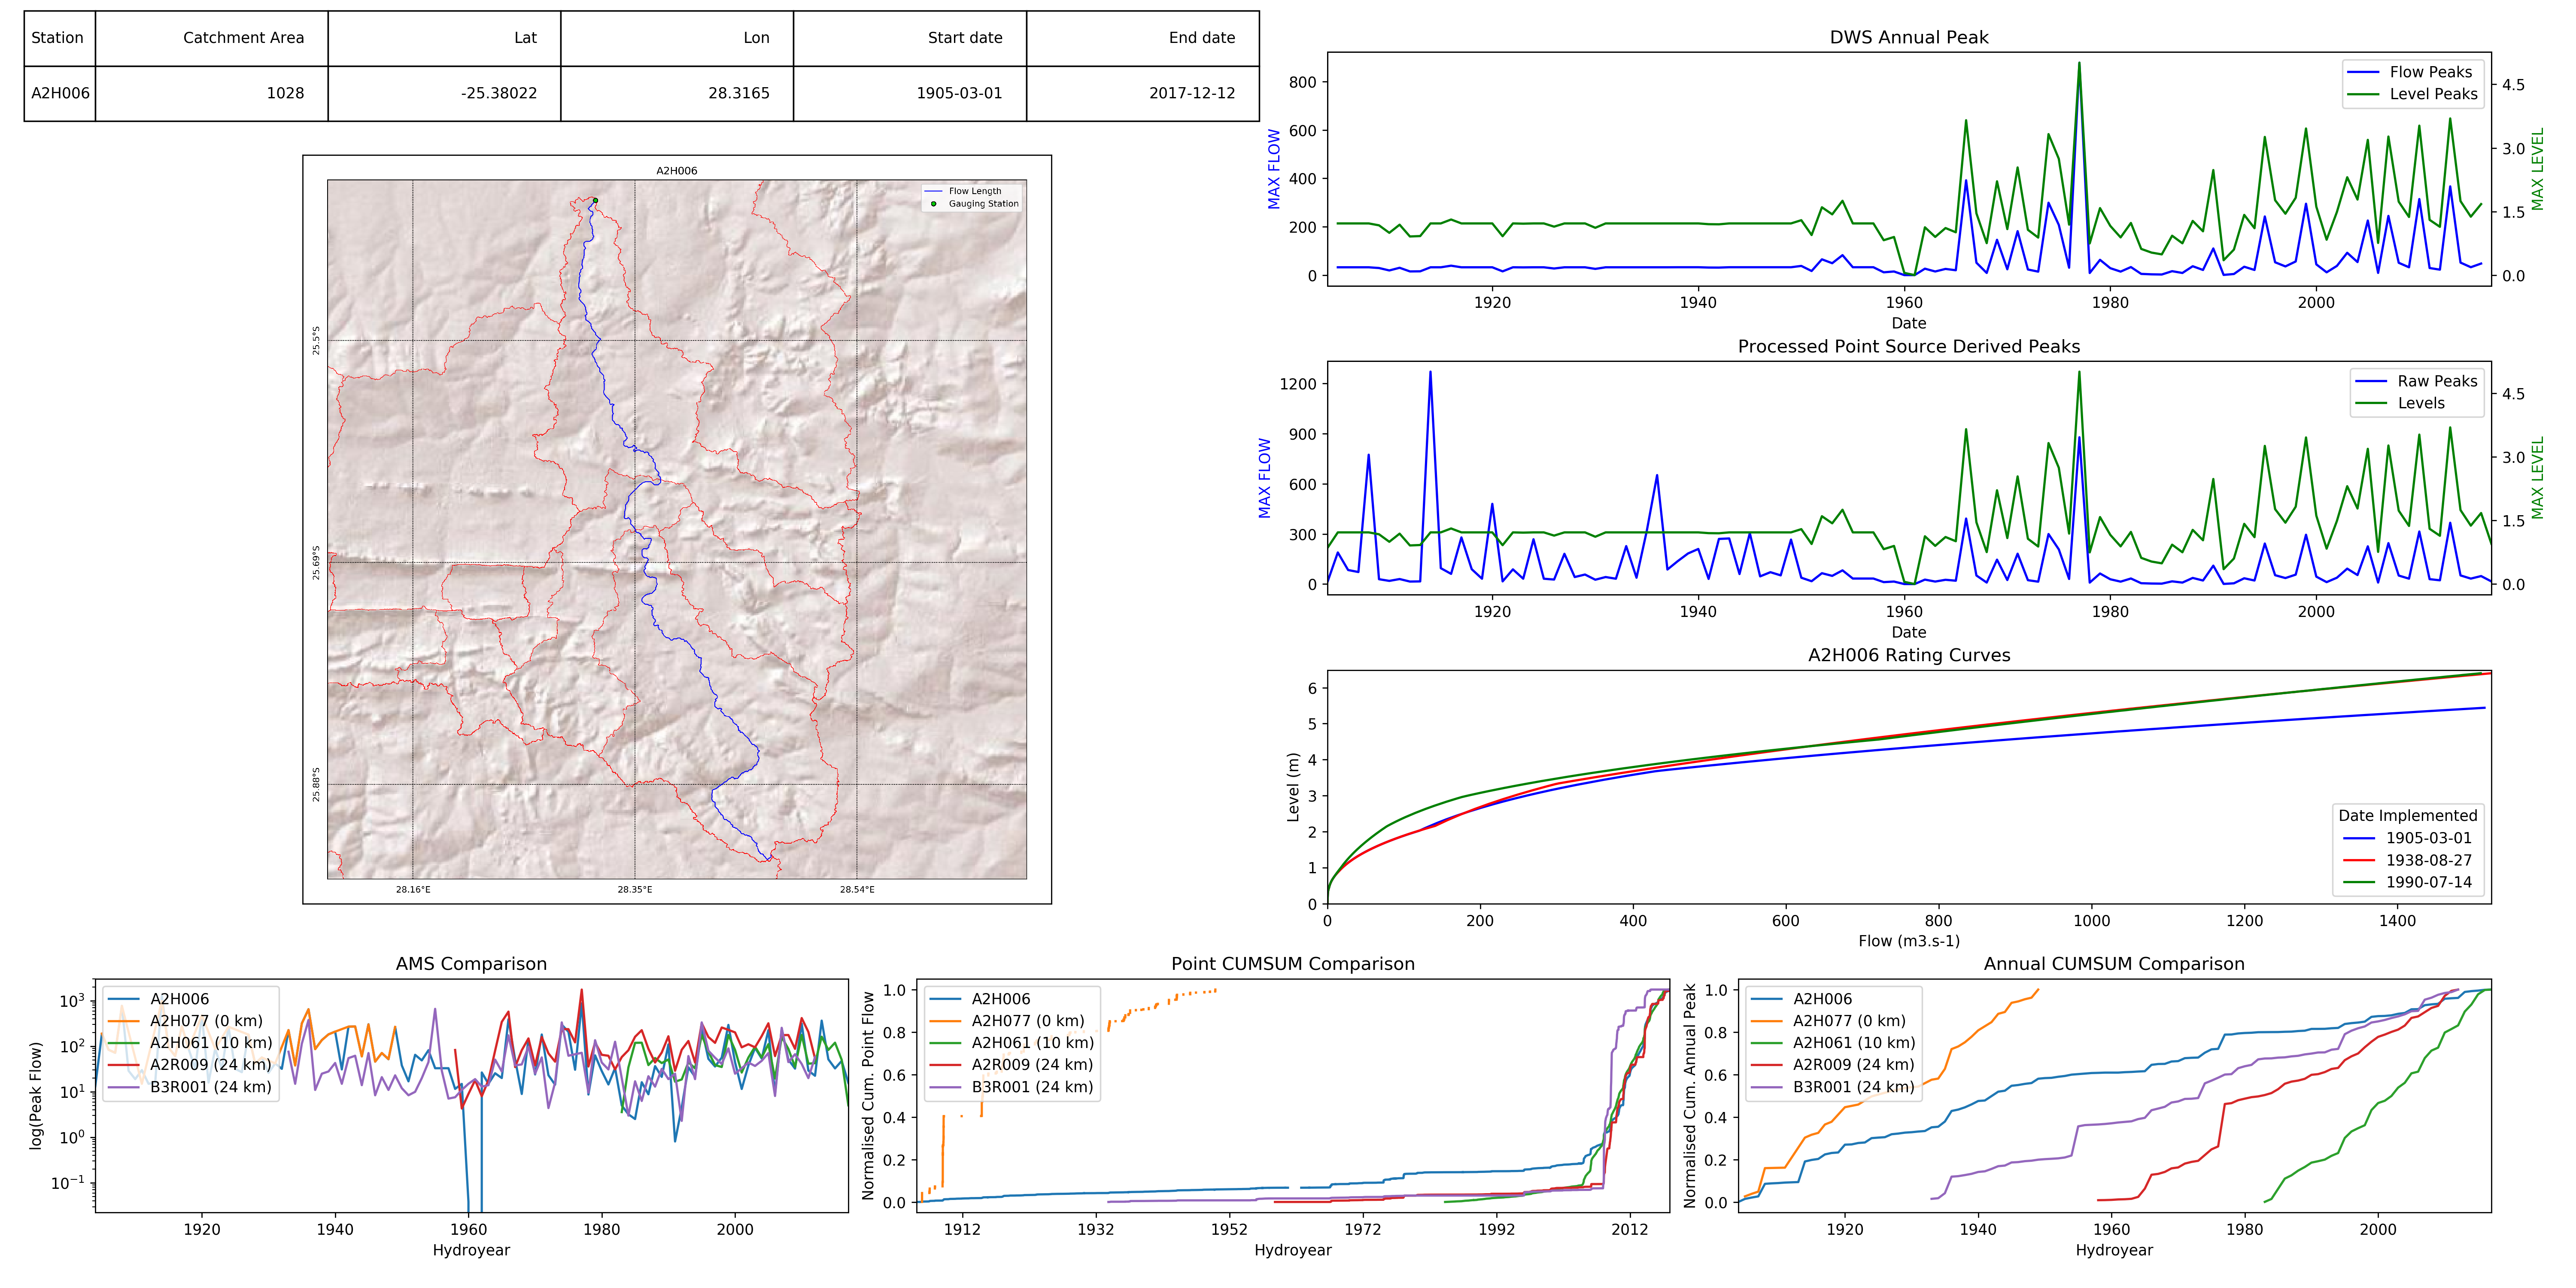 Station Catchment Area Lat Lon Start date End date
A2H006 1028 -25.38022 28.3165 1905-03-01 2017-12-12
A2H006
Flow Length
Gauging Station
25.5°S
25.69°S
25.88°S
28.16°E 28.35°E 28.54°E
DWS Annual Peak
Flow Peaks
Level Peaks
MAX FLOW
800
600
400
200
0
4.5
3.0
1.5
0.0
MAX LEVEL
1920 1940 1960 1980 2000
Date
Processed Point Source Derived Peaks
Raw Peaks
Levels
MAX FLOW
1200
900
600
300
0
4.5
3.0
1.5
0.0
MAX LEVEL
1920 1940 1960 1980 2000
Date
A2H006 Rating Curves
Level (m)
6
5
4
3
2
1
0
Date Implemented
1905-03-01
1938-08-27
1990-07-14
0 200 400 600 800 1000 1200 1400
Flow (m3.s-1)
AMS Comparison
log(Peak Flow)
10³
10²
10¹
10⁰
10⁻¹
A2H006
A2H077 (0 km)
A2H061 (10 km)
A2R009 (24 km)
B3R001 (24 km)
1920 1940 1960 1980 2000
Hydroyear
Point CUMSUM Comparison
Normalised Cum. Point Flow
1.0
0.8
0.6
0.4
0.2
0.0
A2H006
A2H077 (0 km)
A2H061 (10 km)
A2R009 (24 km)
B3R001 (24 km)
1912 1932 1952 1972 1992 2012
Hydroyear
Annual CUMSUM Comparison
Normalised Cum. Annual Peak
1.0
0.8
0.6
0.4
0.2
0.0
A2H006
A2H077 (0 km)
A2H061 (10 km)
A2R009 (24 km)
B3R001 (24 km)
1920 1940 1960 1980 2000
Hydroyear